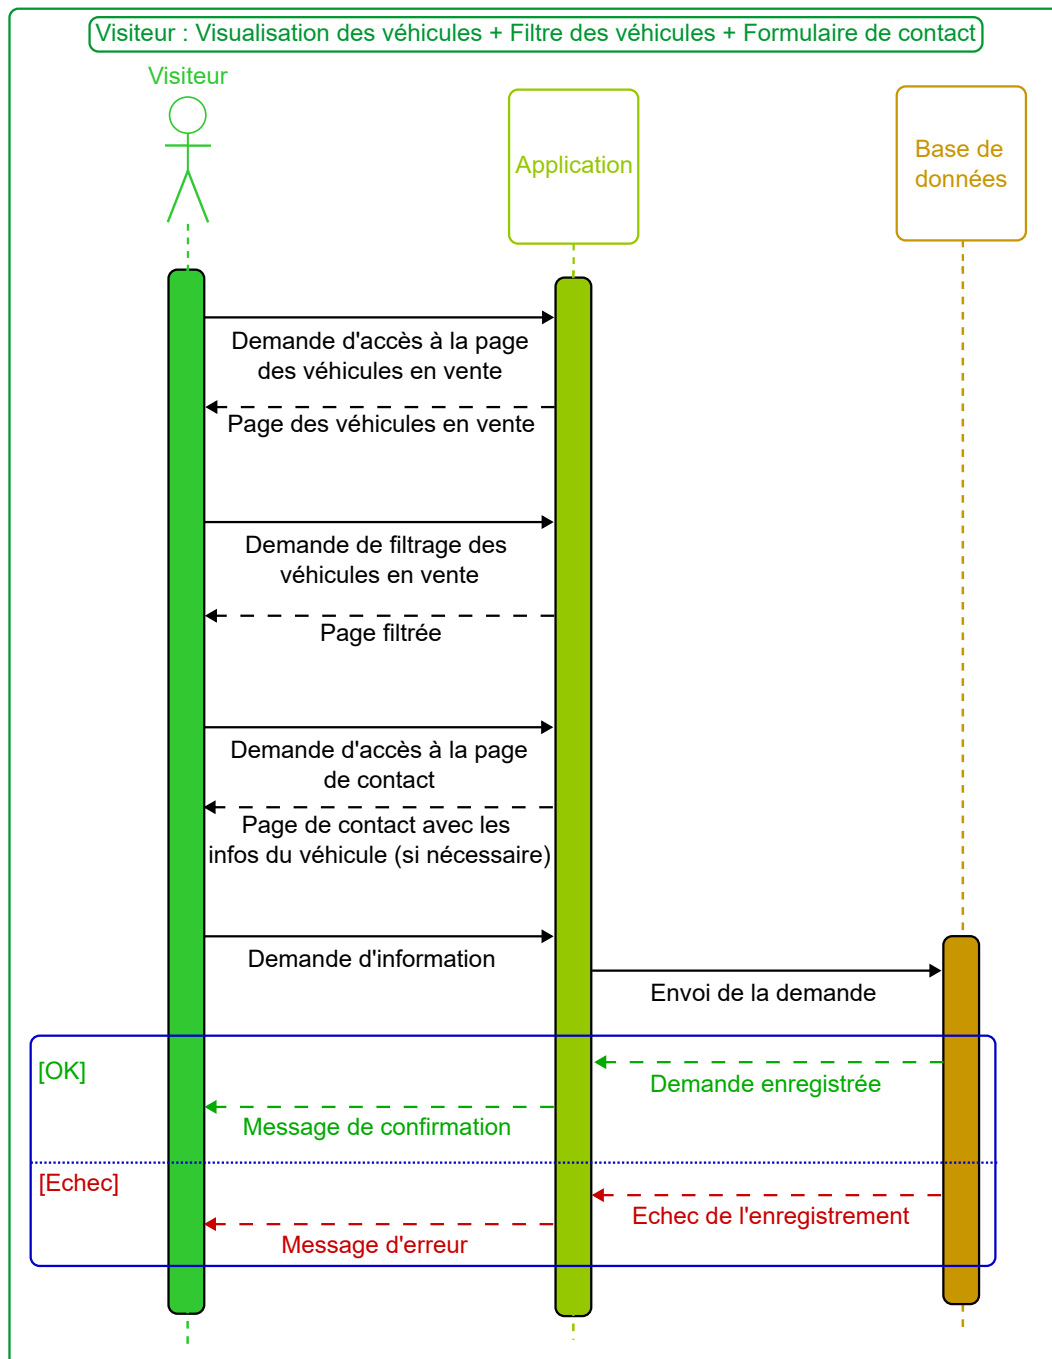 Visiteur : Visualisation des véhicules + Filtre des véhicules + Formulaire de contact
Visiteur
Application
Base de
données
Demande d'accès à la page
des véhicules en vente
Page des véhicules en vente
Demande de filtrage des
véhicules en vente
Page filtrée
Demande d'accès à la page
de contact
Page de contact avec les
infos du véhicule (si nécessaire)
Demande d'information
Envoi de la demande
[OK]
Demande enregistrée
Message de confirmation
[Echec]
Echec de l'enregistrement
Message d'erreur